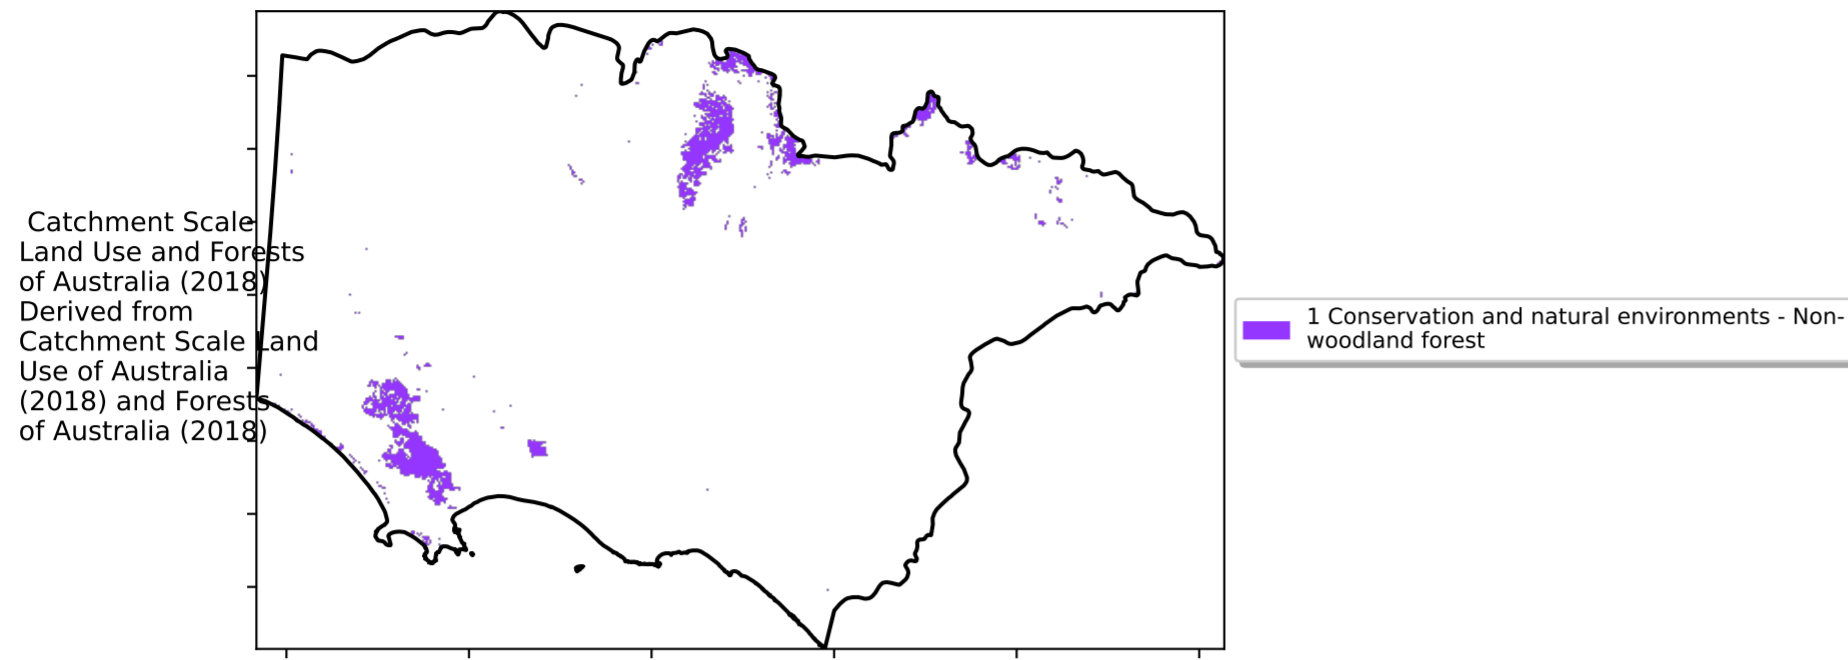 Catchment Scale
Land Use and Forests
of Australia (2018)
Derived from
Catchment Scale Land
Use of Australia
(2018) and Forests
of Australia (2018)
1 Conservation and natural environments - Non-
woodland forest